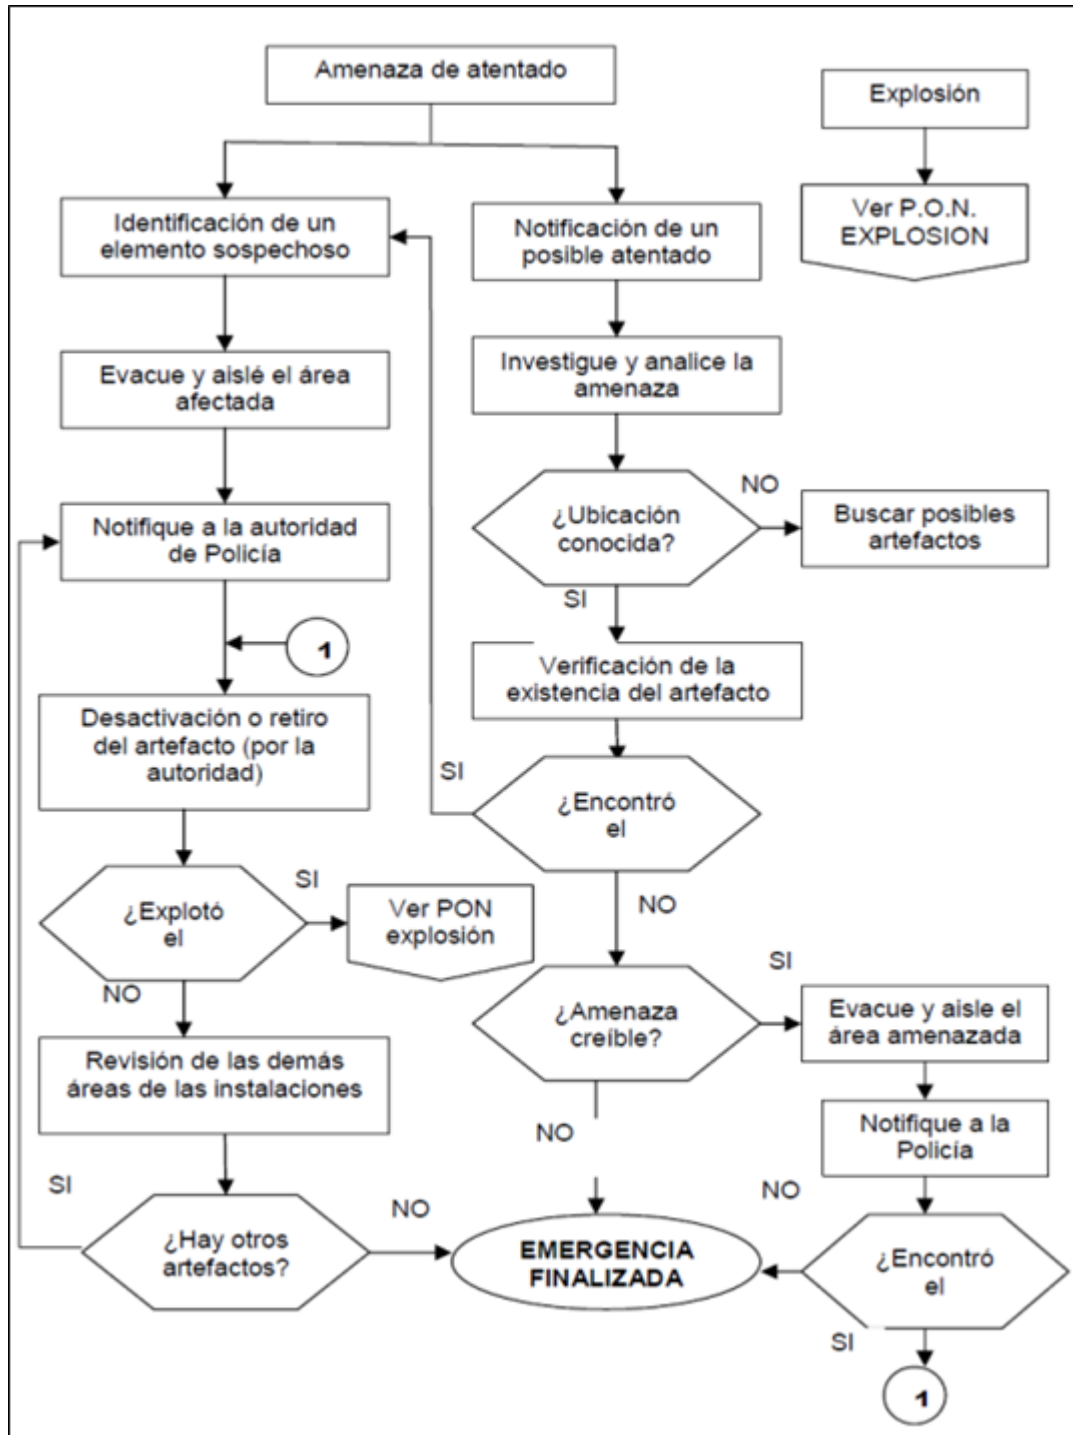 Amenaza de atentado
Explosión
Ver P.O.N.
EXPLOSION
Identificación de un
elemento sospechoso
Notificación de un
posible atentado
Evacue y aislé el área
afectada
Investigue y analice la
amenaza
Notifique a la autoridad
de Policía
¿Ubicación
conocida?
NO
Buscar posibles
artefactos
SI
1
Verificación de la
existencia del artefacto
Desactivación o retiro
del artefacto (por la
autoridad)
SI
¿Encontró
el
NO
¿Explotó
el
SI
Ver PON
explosión
NO
¿Amenaza
creíble?
SI
Evacue y aisle el
área amenazada
Revisión de las demás
áreas de las instalaciones
NO
Notifique a la
Policía
SI
¿Hay otros
artefactos?
NO
EMERGENCIA
FINALIZADA
NO
¿Encontró
el
SI
1